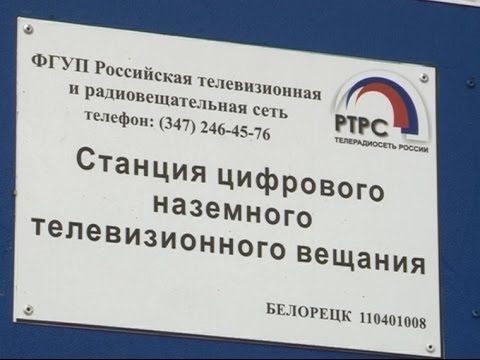 ФГУП Российская телевизионная
и радиовещательная сеть
телефон: (347) 246-45-76
РТРС
ТЕЛЕРАДИОСЕТЬ РОССИИ
Станция цифрового
наземного
телевизионного вещания
БЕЛОРЕЦК 110401008